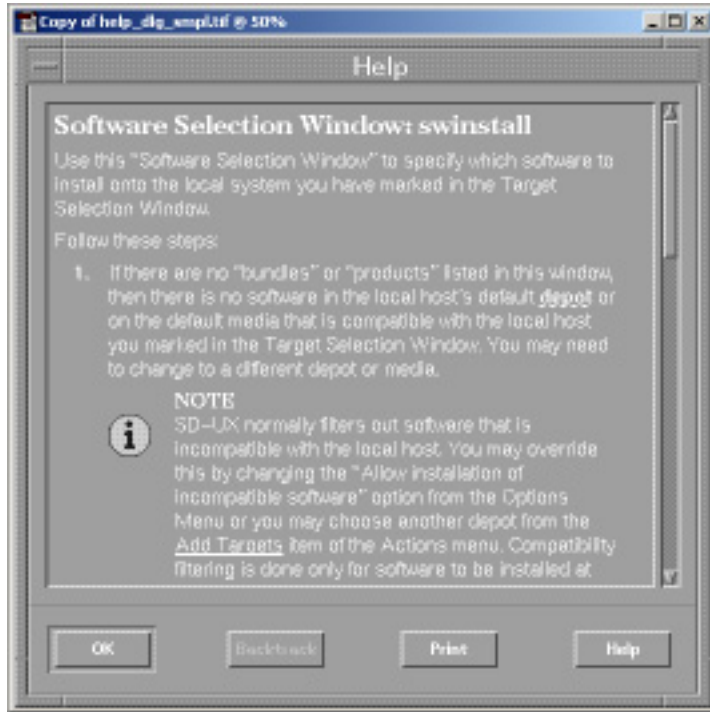 Copy of help_dlg_smpl.tif @ 50%
Help
Software Selection Window: swinstall
Use this "Software Selection Window" to specify which software to
install onto the local system you have marked in the Target
Selection Window.
Follow these steps:
1. If there are no "bundles" or "products" listed in this window,
then there is no software in the local host's default depot or
on the default media that is compatible with the local host
you marked in the Target Selection Window. You may need
to change to a different depot or media.
NOTE
SD-UX normally filters out software that is
incompatible with the local host. You may override
this by changing the "Allow installation of
incompatible software" option from the Options
Menu or you may choose another depot from the
Add Targets item of the Actions menu. Compatibility
filtering is done only for software to be installed at
OK Backtrack Print Help